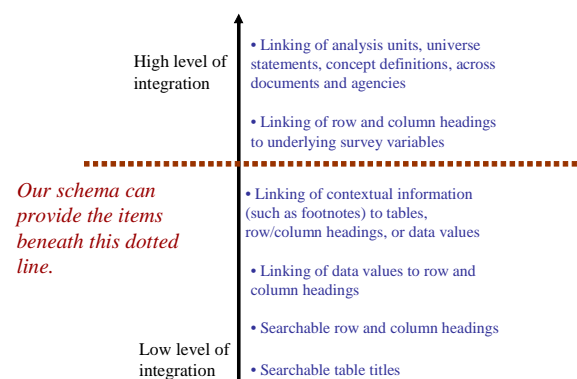 High level of
integration
• Linking of analysis units, universe
statements, concept definitions, across
documents and agencies
• Linking of row and column headings
to underlying survey variables
Our schema can
provide the items
beneath this dotted
line.
• Linking of contextual information
(such as footnotes) to tables,
row/column headings, or data values
• Linking of data values to row and
column headings
• Searchable row and column headings
Low level of
integration
• Searchable table titles